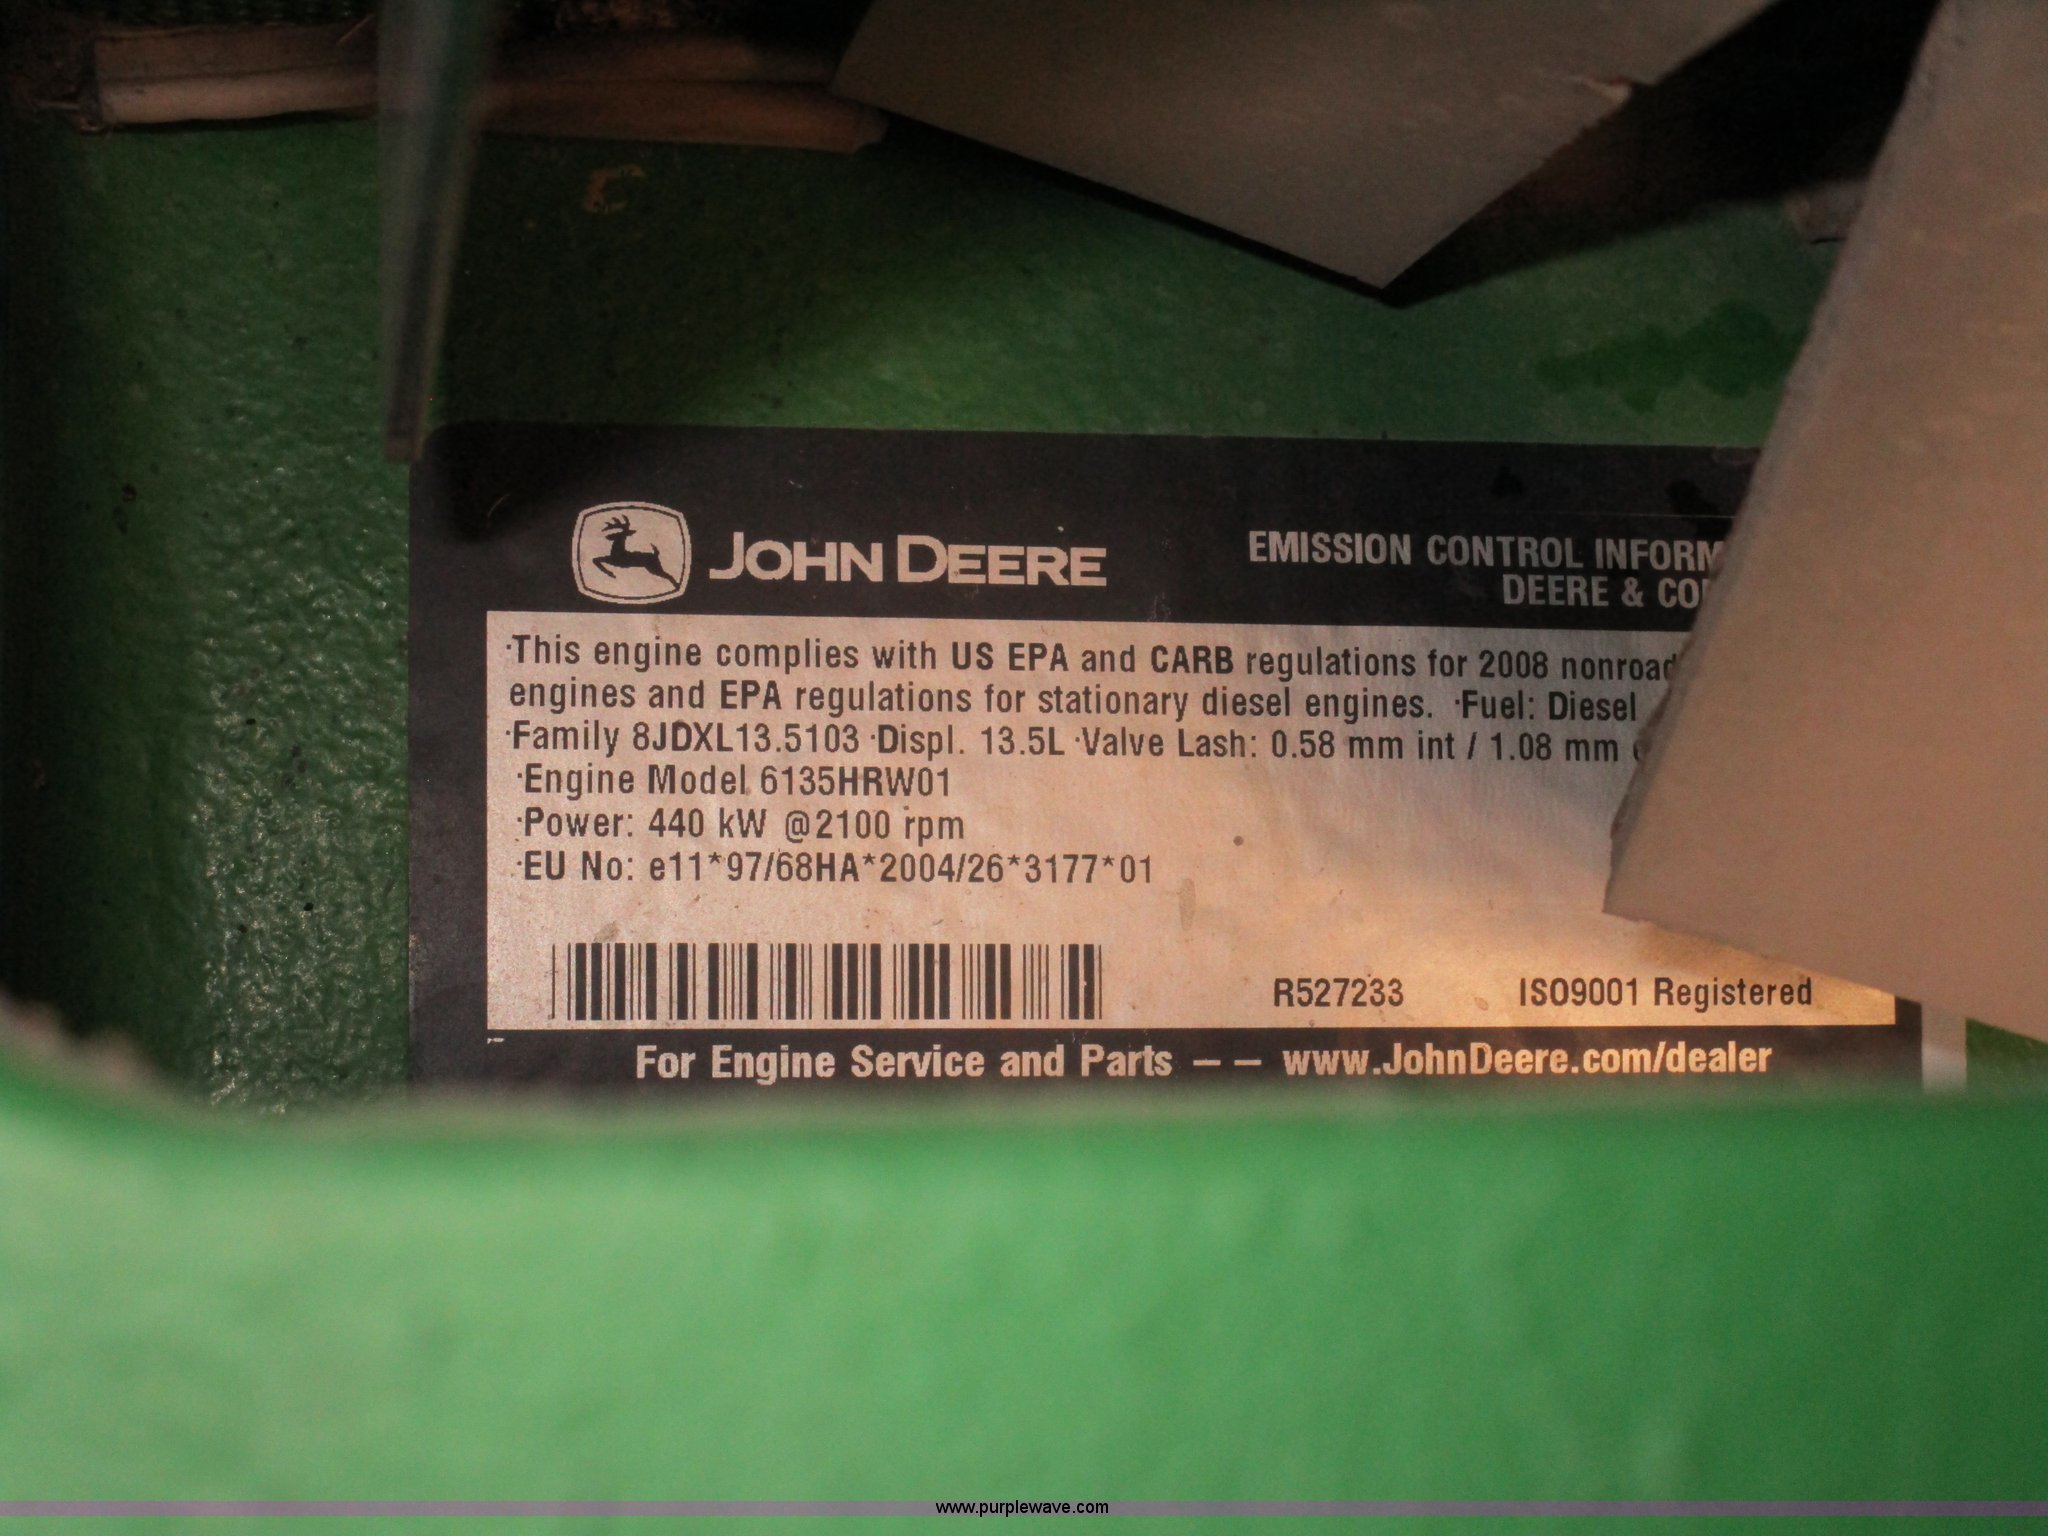 JOHN DEERE
EMISSION CONTROL
DEERE &
·This engine complies with US EPA and CARB regulations for 2008 nonroad
engines and EPA regulations for stationary diesel engines. ·Fuel: Diesel
·Family 8JDXL13.5103 ·Displ. 13.5L ·Valve Lash: 0.58 mm int / 1.08 mm
·Engine Model 6135HRW01
·Power: 440 kW @2100 rpm
·EU No: e11*97/68HA*2004/26*3177*01
R527233 ISO9001 Registered
For Engine Service and Parts – – www.JohnDeere.com/dealer
www.purplewave.com